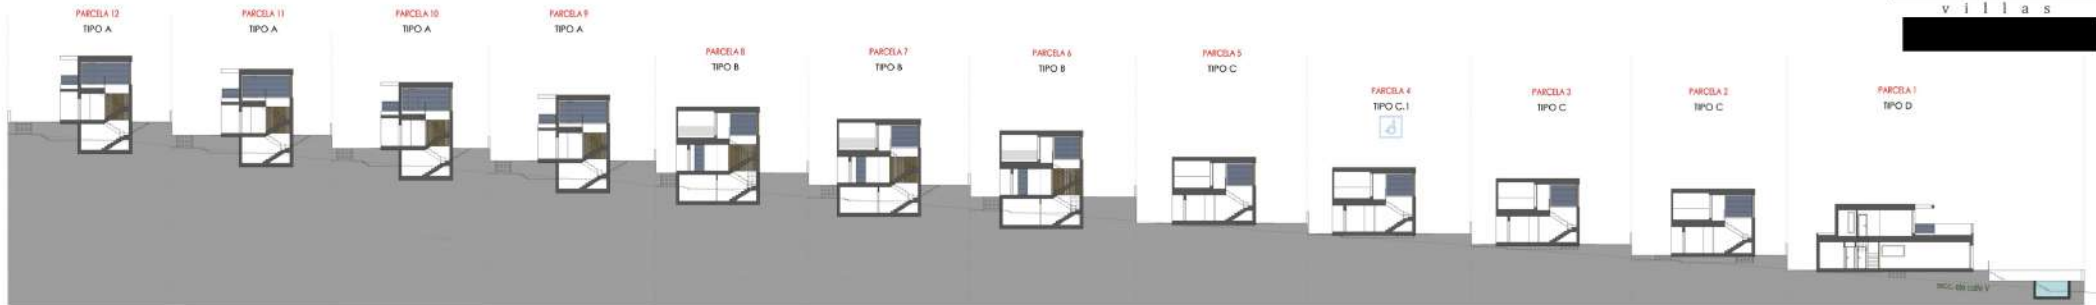 villas
PARCELA 12
TIPO A
PARCELA 11
TIPO A
PARCELA 10
TIPO A
PARCELA 9
TIPO A
PARCELA 8
TIPO B
PARCELA 7
TIPO B
PARCELA 6
TIPO B
PARCELA 5
TIPO C
PARCELA 4
TIPO C.1
PARCELA 3
TIPO C
PARCELA 2
TIPO C
PARCELA 1
TIPO D